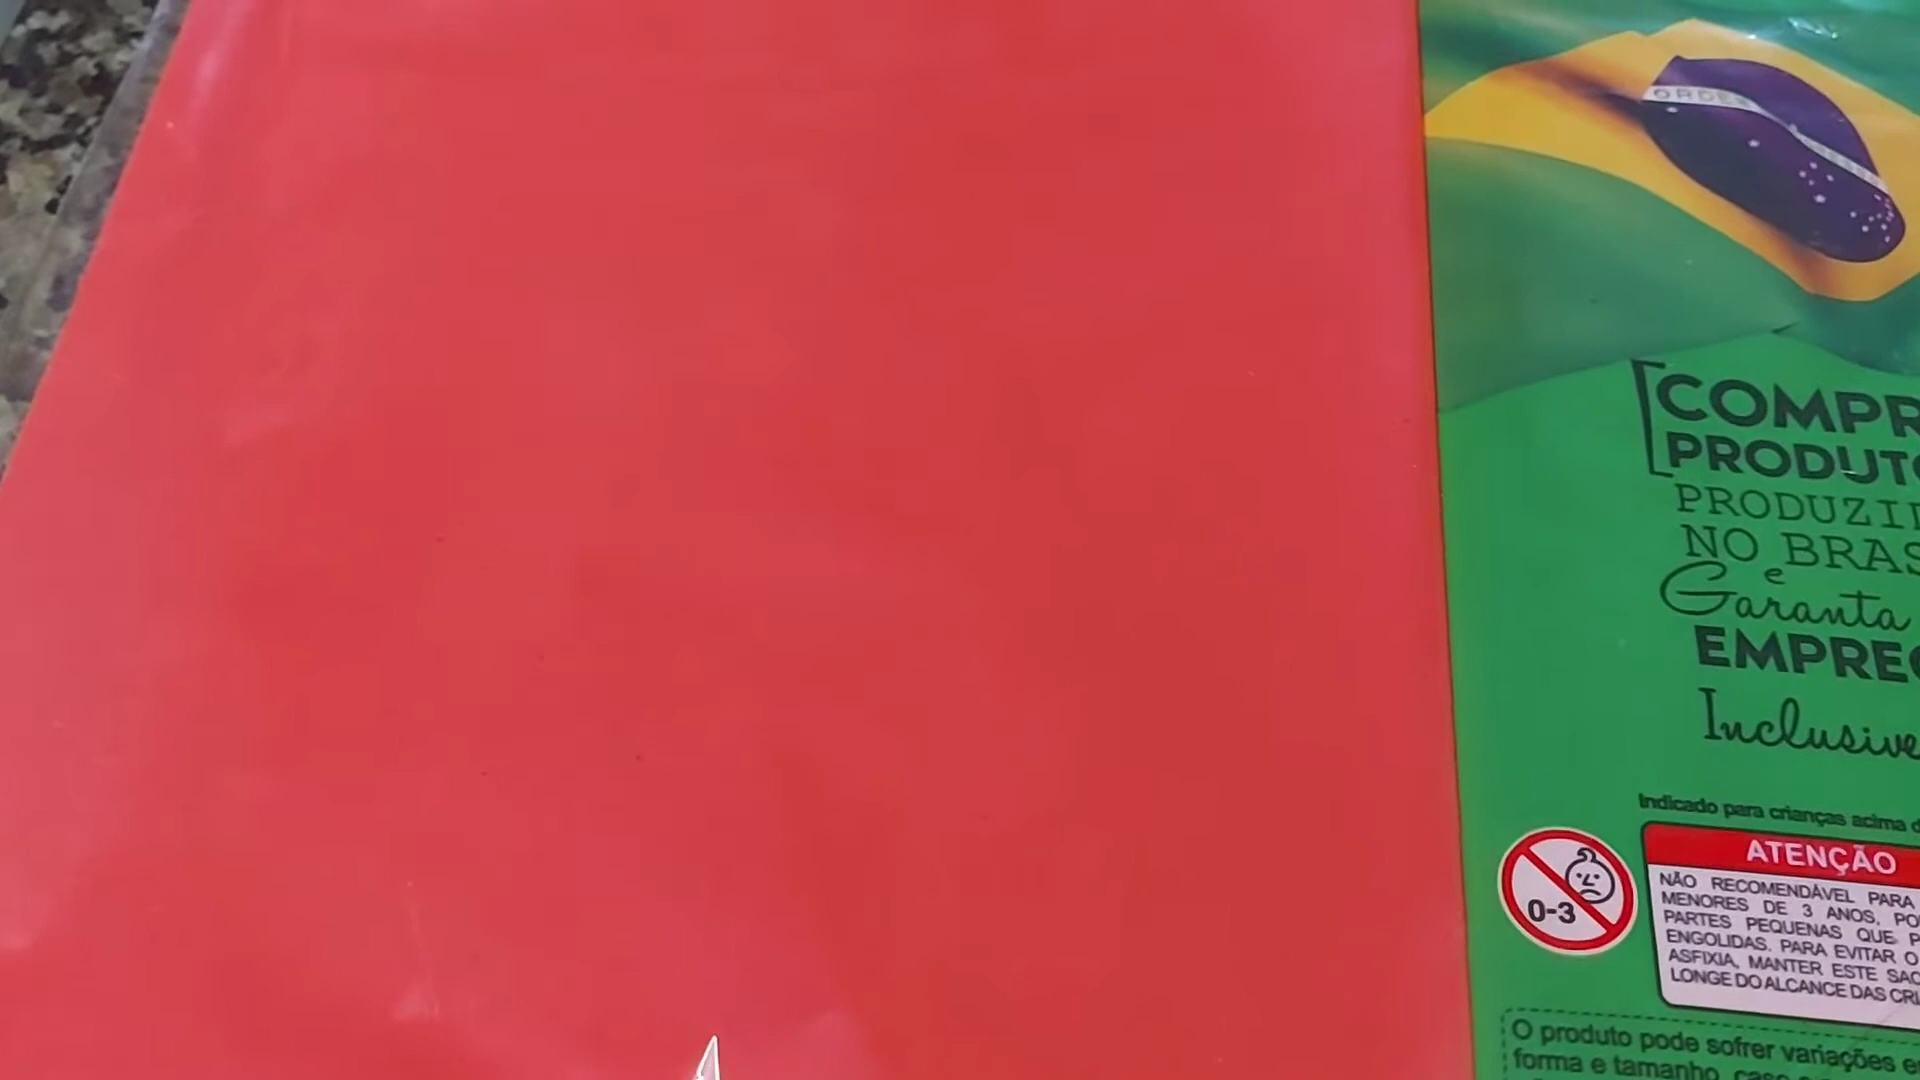 ORDE
COMPR
PRODUTO
PRODUZI
NO BRAS
e
Garanta
EMPREG
Inclusive
Indicado para crianças acima d
0-3
ATENÇÃO
NÃO RECOMENDÁVEL PARA
MENORES DE 3 ANOS, PO
PARTES PEQUENAS QUE P
ENGOLIDAS. PARA EVITAR O
ASFIXIA, MANTER ESTE SAC
LONGE DO ALCANCE DAS CRI
O produto pode sofrer variações e
forma e tamanho, caso